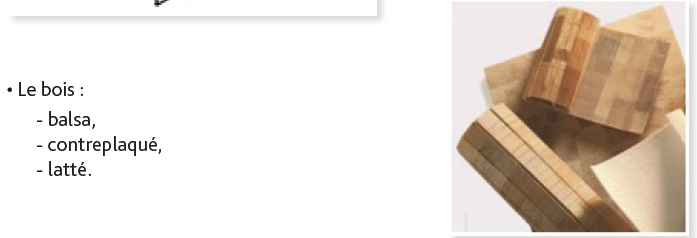 • Le bois :
- balsa,
- contreplaqué,
- latté.